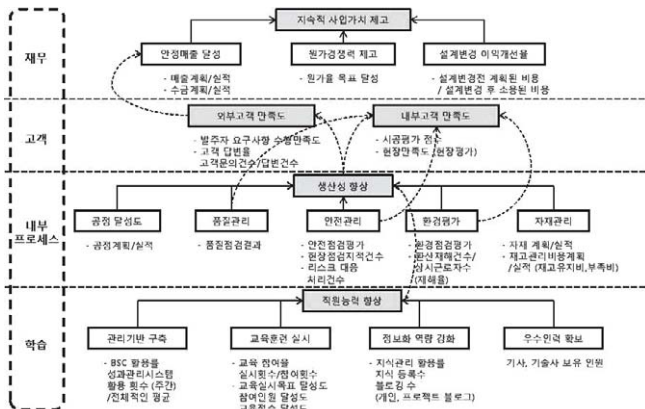 지속적 사입가치 제고
재무
안정매출 달성
원가경쟁력 제고
설계변경 이익개선율
- 매출계획/실적
- 수금계획/실적
- 원가율 목표 달성
- 설계변경전 계획된 비용
/ 설계변경 후 소용된 비용
고객
외부고객 만족도
내부고객 만족도
- 발주자 요구사항 수행만족도
- 고객 답변율
고객문의건수/답변건수
- 시공평가 점수
- 현장만족도 (현장평가)
생산성 향상
내부
프로세스
공정 달성도
품질관리
안전관리
환경평가
자재관리
- 공정계획/실적
- 품질점검결과
- 안전점검평가
- 현장점검지적건수
- 리스크 대응
처리건수
- 환경점검평가
- 환산재해건수/
상시근로자수
(재해율)
- 자재 계획/실적
- 재고관리비용계획
/ 실적 (재고유지비,부족비)
직원능력 향상
학습
관리기반 구축
교육훈련 실시
정보화 역량 강화
우수인력 확보
- BSC 활용률
성과관리시스템
활용 횟수 (주간)
/전체적인 평균
- 교육 참여율
실시횟수/참여횟수
- 교육실시목표 달성도
참여인원 달성도
교육점수 달성도
- 지식관리 활용률
지식 등록수
블로깅 수
(개인, 프로젝트 블로그)
기사, 기술사 보유 인원